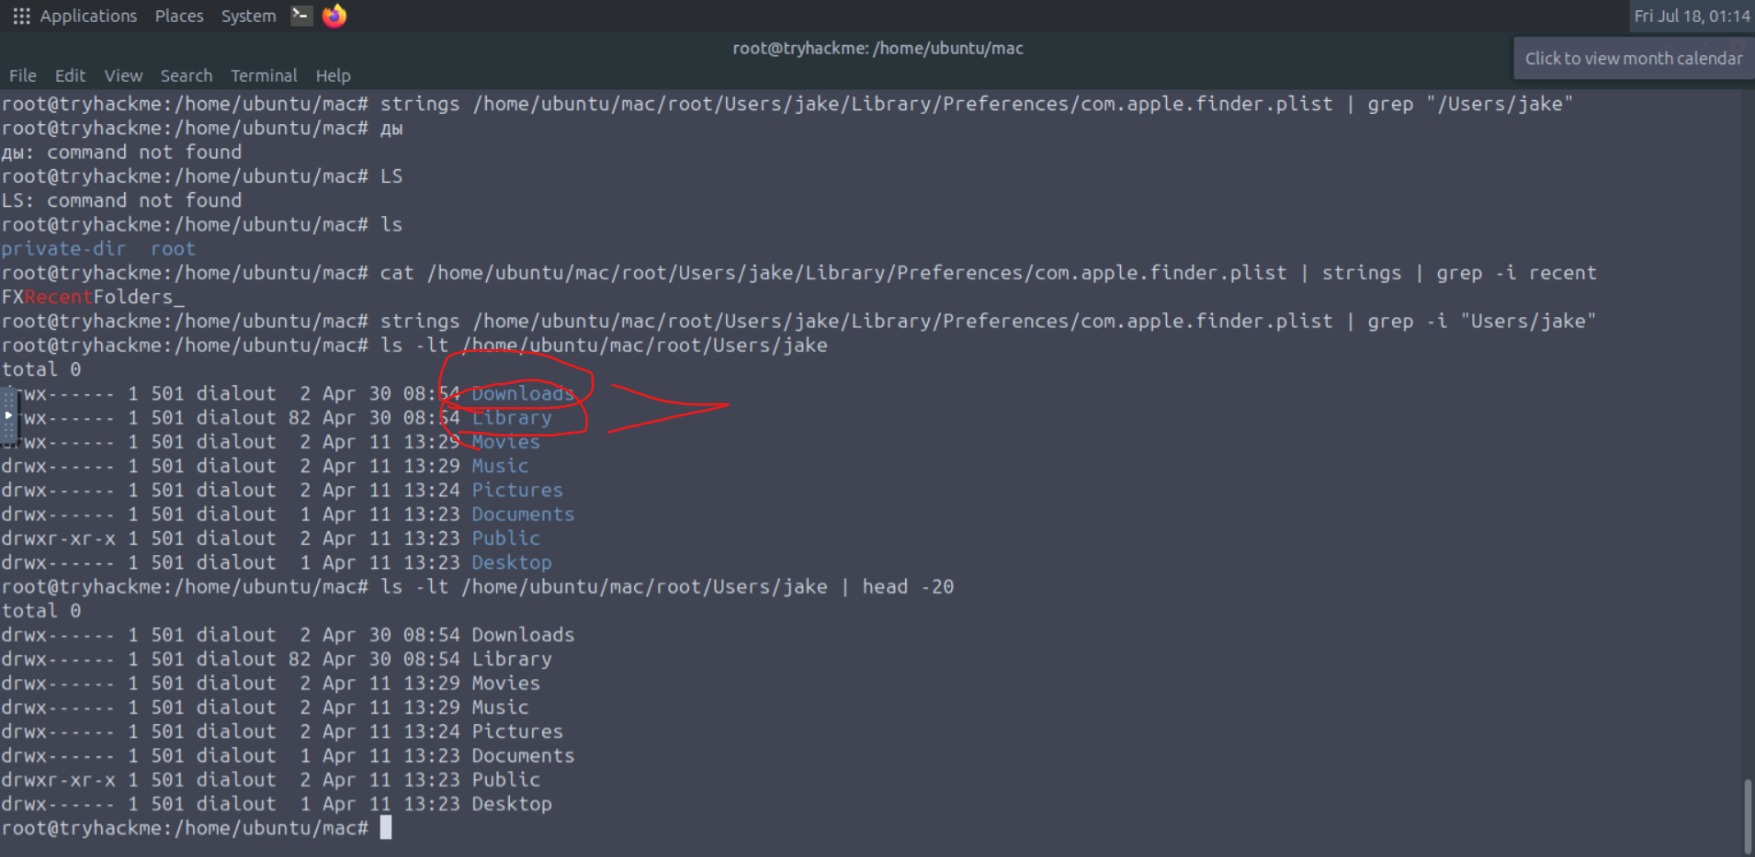 Applications Places System Fri Jul 18, 01:14
root@tryhackme: /home/ubuntu/mac
Click to view month calendar
File Edit View Search Terminal Help
root@tryhackme:/home/ubuntu/mac# strings /home/ubuntu/mac/root/Users/jake/Library/Preferences/com.apple.finder.plist | grep "/Users/jake"
root@tryhackme:/home/ubuntu/mac# ды
ды: command not found
root@tryhackme:/home/ubuntu/mac# LS
LS: command not found
root@tryhackme:/home/ubuntu/mac# ls
private-dir  root
root@tryhackme:/home/ubuntu/mac# cat /home/ubuntu/mac/root/Users/jake/Library/Preferences/com.apple.finder.plist | strings | grep -i recent
FXRecentFolders_
root@tryhackme:/home/ubuntu/mac# strings /home/ubuntu/mac/root/Users/jake/Library/Preferences/com.apple.finder.plist | grep -i "Users/jake"
root@tryhackme:/home/ubuntu/mac# ls -lt /home/ubuntu/mac/root/Users/jake
total 0
drwx------ 1 501 dialout  2 Apr 30 08:54 Downloads
drwx------ 1 501 dialout 82 Apr 30 08:54 Library
drwx------ 1 501 dialout  2 Apr 11 13:29 Movies
drwx------ 1 501 dialout  2 Apr 11 13:29 Music
drwx------ 1 501 dialout  2 Apr 11 13:24 Pictures
drwx------ 1 501 dialout  1 Apr 11 13:23 Documents
drwxr-xr-x 1 501 dialout  2 Apr 11 13:23 Public
drwx------ 1 501 dialout  1 Apr 11 13:23 Desktop
root@tryhackme:/home/ubuntu/mac# ls -lt /home/ubuntu/mac/root/Users/jake | head -20
total 0
drwx------ 1 501 dialout  2 Apr 30 08:54 Downloads
drwx------ 1 501 dialout 82 Apr 30 08:54 Library
drwx------ 1 501 dialout  2 Apr 11 13:29 Movies
drwx------ 1 501 dialout  2 Apr 11 13:29 Music
drwx------ 1 501 dialout  2 Apr 11 13:24 Pictures
drwx------ 1 501 dialout  1 Apr 11 13:23 Documents
drwxr-xr-x 1 501 dialout  2 Apr 11 13:23 Public
drwx------ 1 501 dialout  1 Apr 11 13:23 Desktop
root@tryhackme:/home/ubuntu/mac#